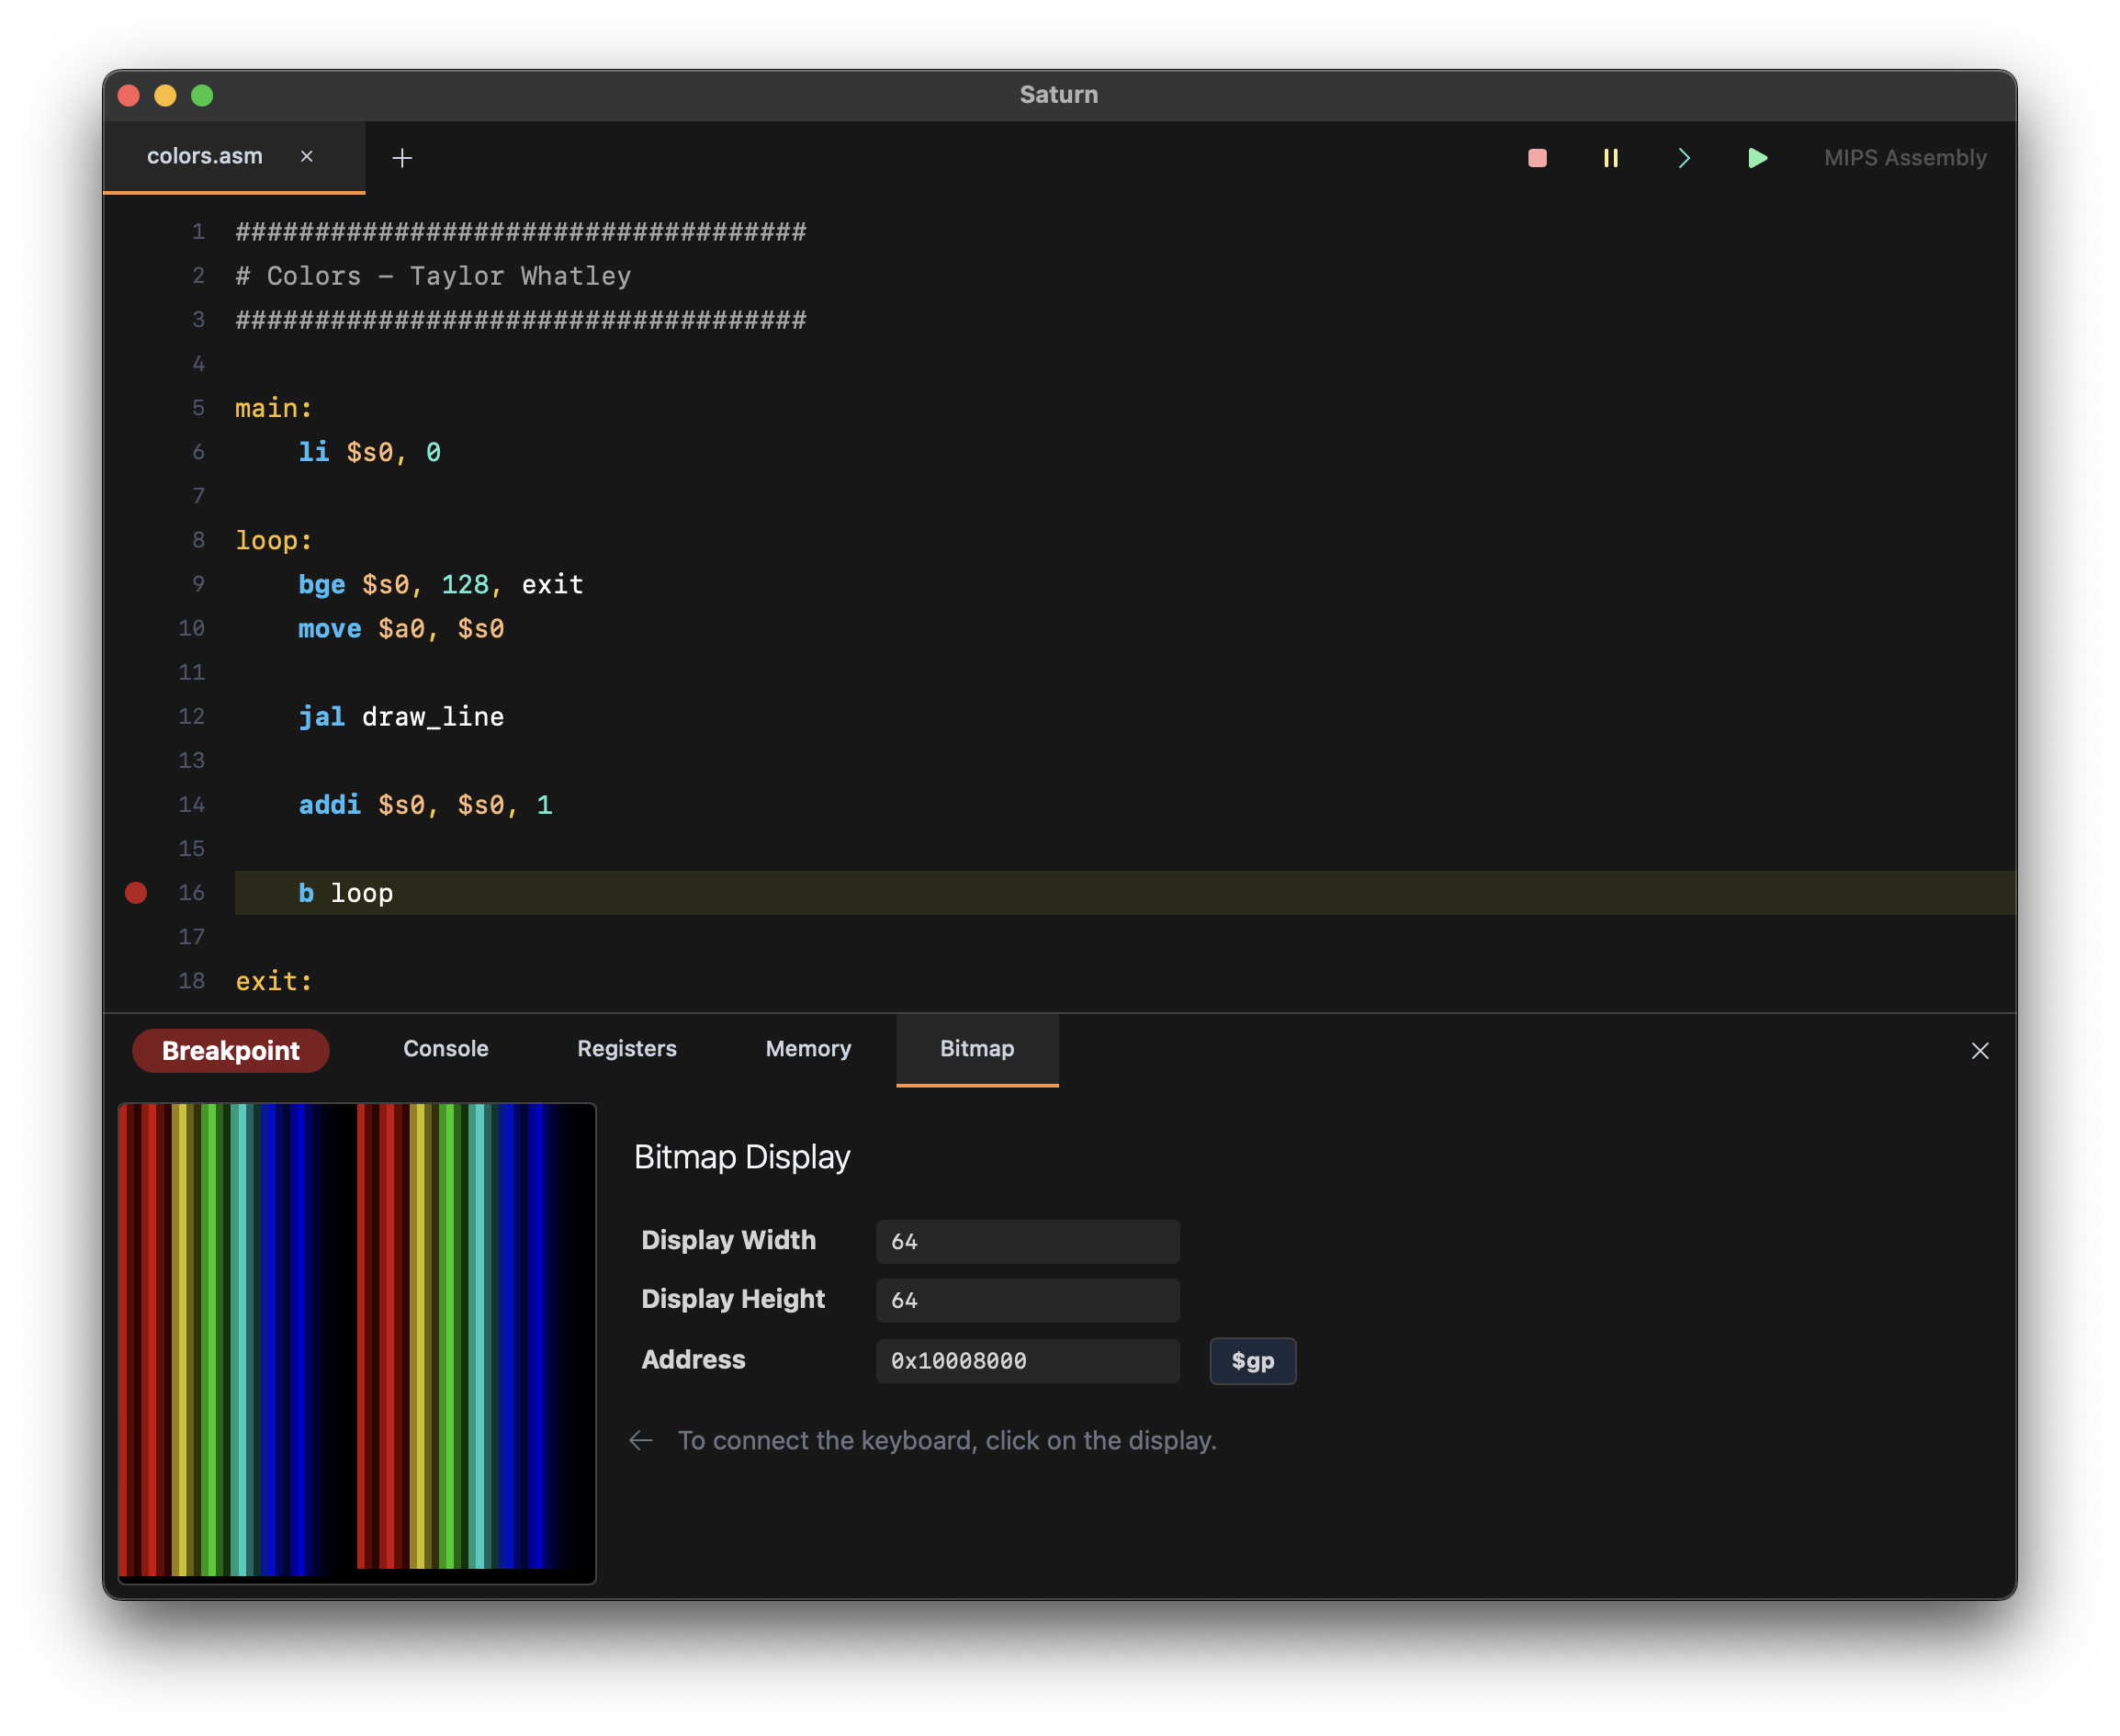 Saturn
colors.asm × +
MIPS Assembly
1 ####################################
2 # Colors – Taylor Whatley
3 ####################################
4
5 main:
6     li $s0, 0
7
8 loop:
9     bge $s0, 128, exit
10     move $a0, $s0
11
12     jal draw_line
13
14     addi $s0, $s0, 1
15
16     b loop
17
18 exit:
Breakpoint Console Registers Memory Bitmap ×
Bitmap Display
Display Width 64
Display Height 64
Address 0x10008000 $gp
← To connect the keyboard, click on the display.